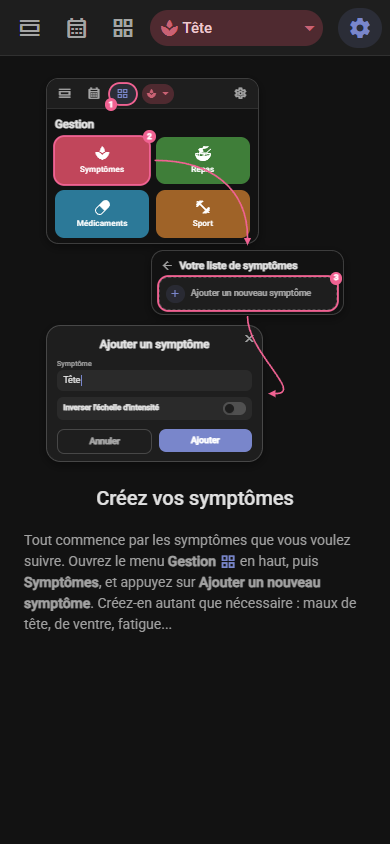 Tête
1
Gestion
2
Symptômes
Repas
Médicaments
Sport
Votre liste de symptômes
3
Ajouter un nouveau symptôme
Ajouter un symptôme
Symptôme
Tête
Inverser l'échelle d'intensité
Annuler
Ajouter
Créez vos symptômes
Tout commence par les symptômes que vous voulez
suivre. Ouvrez le menu Gestion en haut, puis
Symptômes, et appuyez sur Ajouter un nouveau
symptôme. Créez-en autant que nécessaire : maux de
tête, de ventre, fatigue...